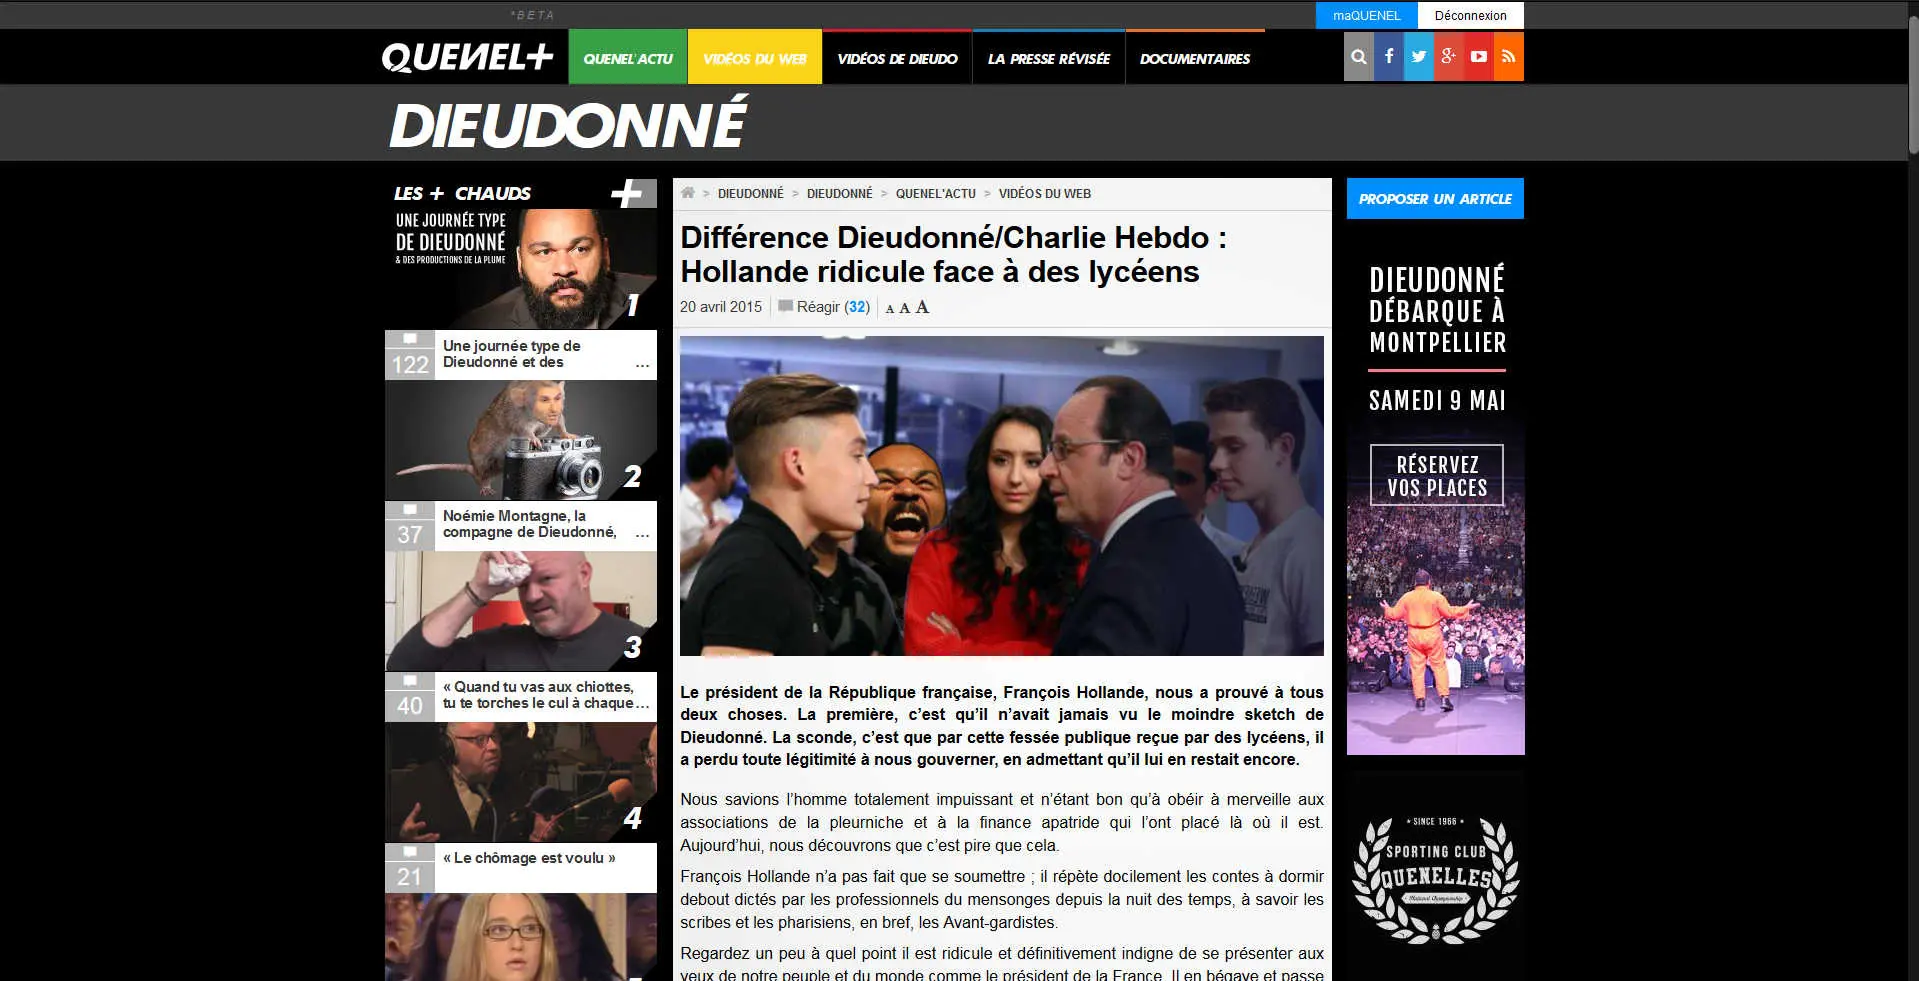 *BETA
maQUENEL
Déconnexion
QUENEL+
QUENEL'ACTU
VIDÉOS DU WEB
VIDÉOS DE DIEUDO
LA PRESSE RÉVISÉE
DOCUMENTAIRES
DIEUDONNÉ
LES + CHAUDS
UNE JOURNÉE TYPE
DE DIEUDONNÉ
& DES PRODUCTIONS DE LA PLUME
1
122
Une journée type de
Dieudonné et des ...
2
37
Noémie Montagne, la
compagne de Dieudonné, ...
3
40
« Quand tu vas aux chiottes,
tu te torches le cul à chaque ...
4
21
« Le chômage est voulu »
> DIEUDONNÉ > DIEUDONNÉ > QUENEL'ACTU > VIDÉOS DU WEB
Différence Dieudonné/Charlie Hebdo :
Hollande ridicule face à des lycéens
20 avril 2015 Réagir (32) A A A
Le président de la République française, François Hollande, nous a prouvé à tous
deux choses. La première, c’est qu’il n’avait jamais vu le moindre sketch de
Dieudonné. La sconde, c’est que par cette fessée publique reçue par des lycéens, il
a perdu toute légitimité à nous gouverner, en admettant qu’il lui en restait encore.
Nous savions l’homme totalement impuissant et n’étant bon qu’à obéir à merveille aux
associations de la pleurniche et à la finance apatride qui l’ont placé là où il est.
Aujourd’hui, nous découvrons que c’est pire que cela.
François Hollande n’a pas fait que se soumettre ; il répète docilement les contes à dormir
debout dictés par les professionnels du mensonges depuis la nuit des temps, à savoir les
scribes et les pharisiens, en bref, les Avant-gardistes.
Regardez un peu à quel point il est ridicule et définitivement indigne de se présenter aux
yeux de notre peuple et du monde comme le président de la France. Il en bégaye et passe
PROPOSER UN ARTICLE
DIEUDONNÉ
DÉBARQUE À
MONTPELLIER
SAMEDI 9 MAI
RÉSERVEZ
VOS PLACES
* SINCE 1966 *
SPORTING CLUB
QUENELLES
National Championship